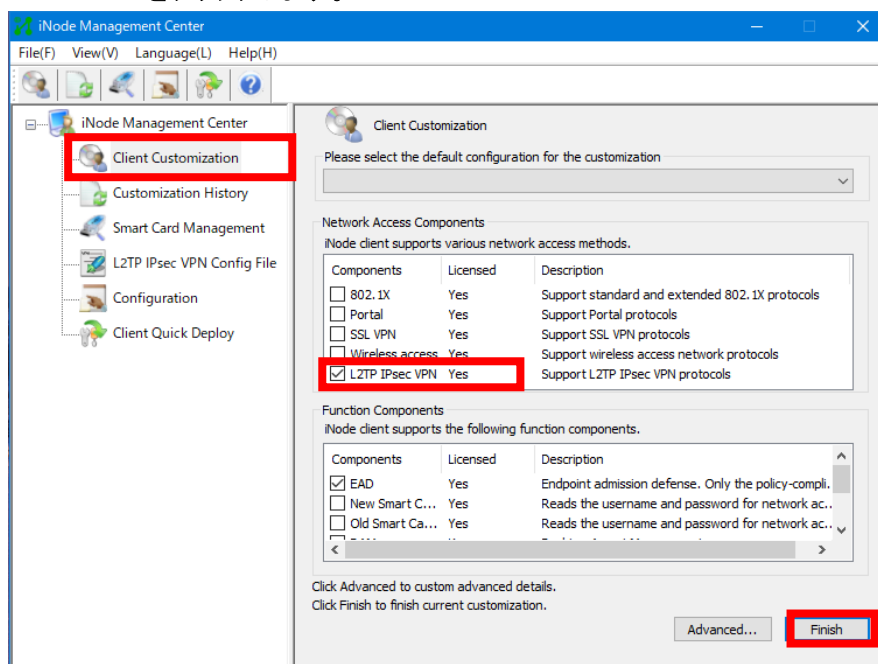 iNode Management Center
File(F) View(V) Language(L) Help(H)
iNode Management Center
Client Customization
Customization History
Smart Card Management
L2TP IPsec VPN Config File
Configuration
Client Quick Deploy
Client Customization
Please select the default configuration for the customization
Network Access Components
iNode client supports various network access methods.
Components Licensed Description
802.1X Yes Support standard and extended 802.1X protocols
Portal Yes Support Portal protocols
SSL VPN Yes Support SSL VPN protocols
Wireless access Yes Support wireless access network protocols
L2TP IPsec VPN Yes Support L2TP IPsec VPN protocols
Function Components
iNode client supports the following function components.
Components Licensed Description
EAD Yes Endpoint admission defense. Only the policy-compli.
New Smart C... Yes Reads the username and password for network ac..
Old Smart Ca... Yes Reads the username and password for network ac..
Click Advanced to custom advanced details.
Click Finish to finish current customization.
Advanced... Finish